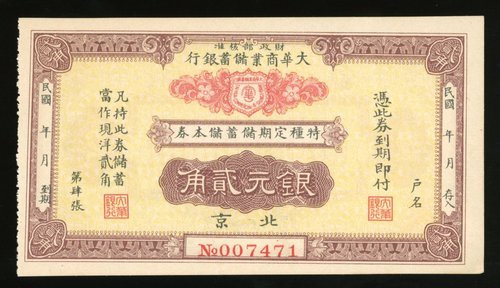 財政部核准
大華商業儲蓄銀行
憑此券到期即付
戶名
特種定期儲蓄儲本券
凡持此券儲蓄
當作現洋貳角
第肆張
銀元貳角
北京
民國 年 月 存入
民國 年 月 到期
№007471